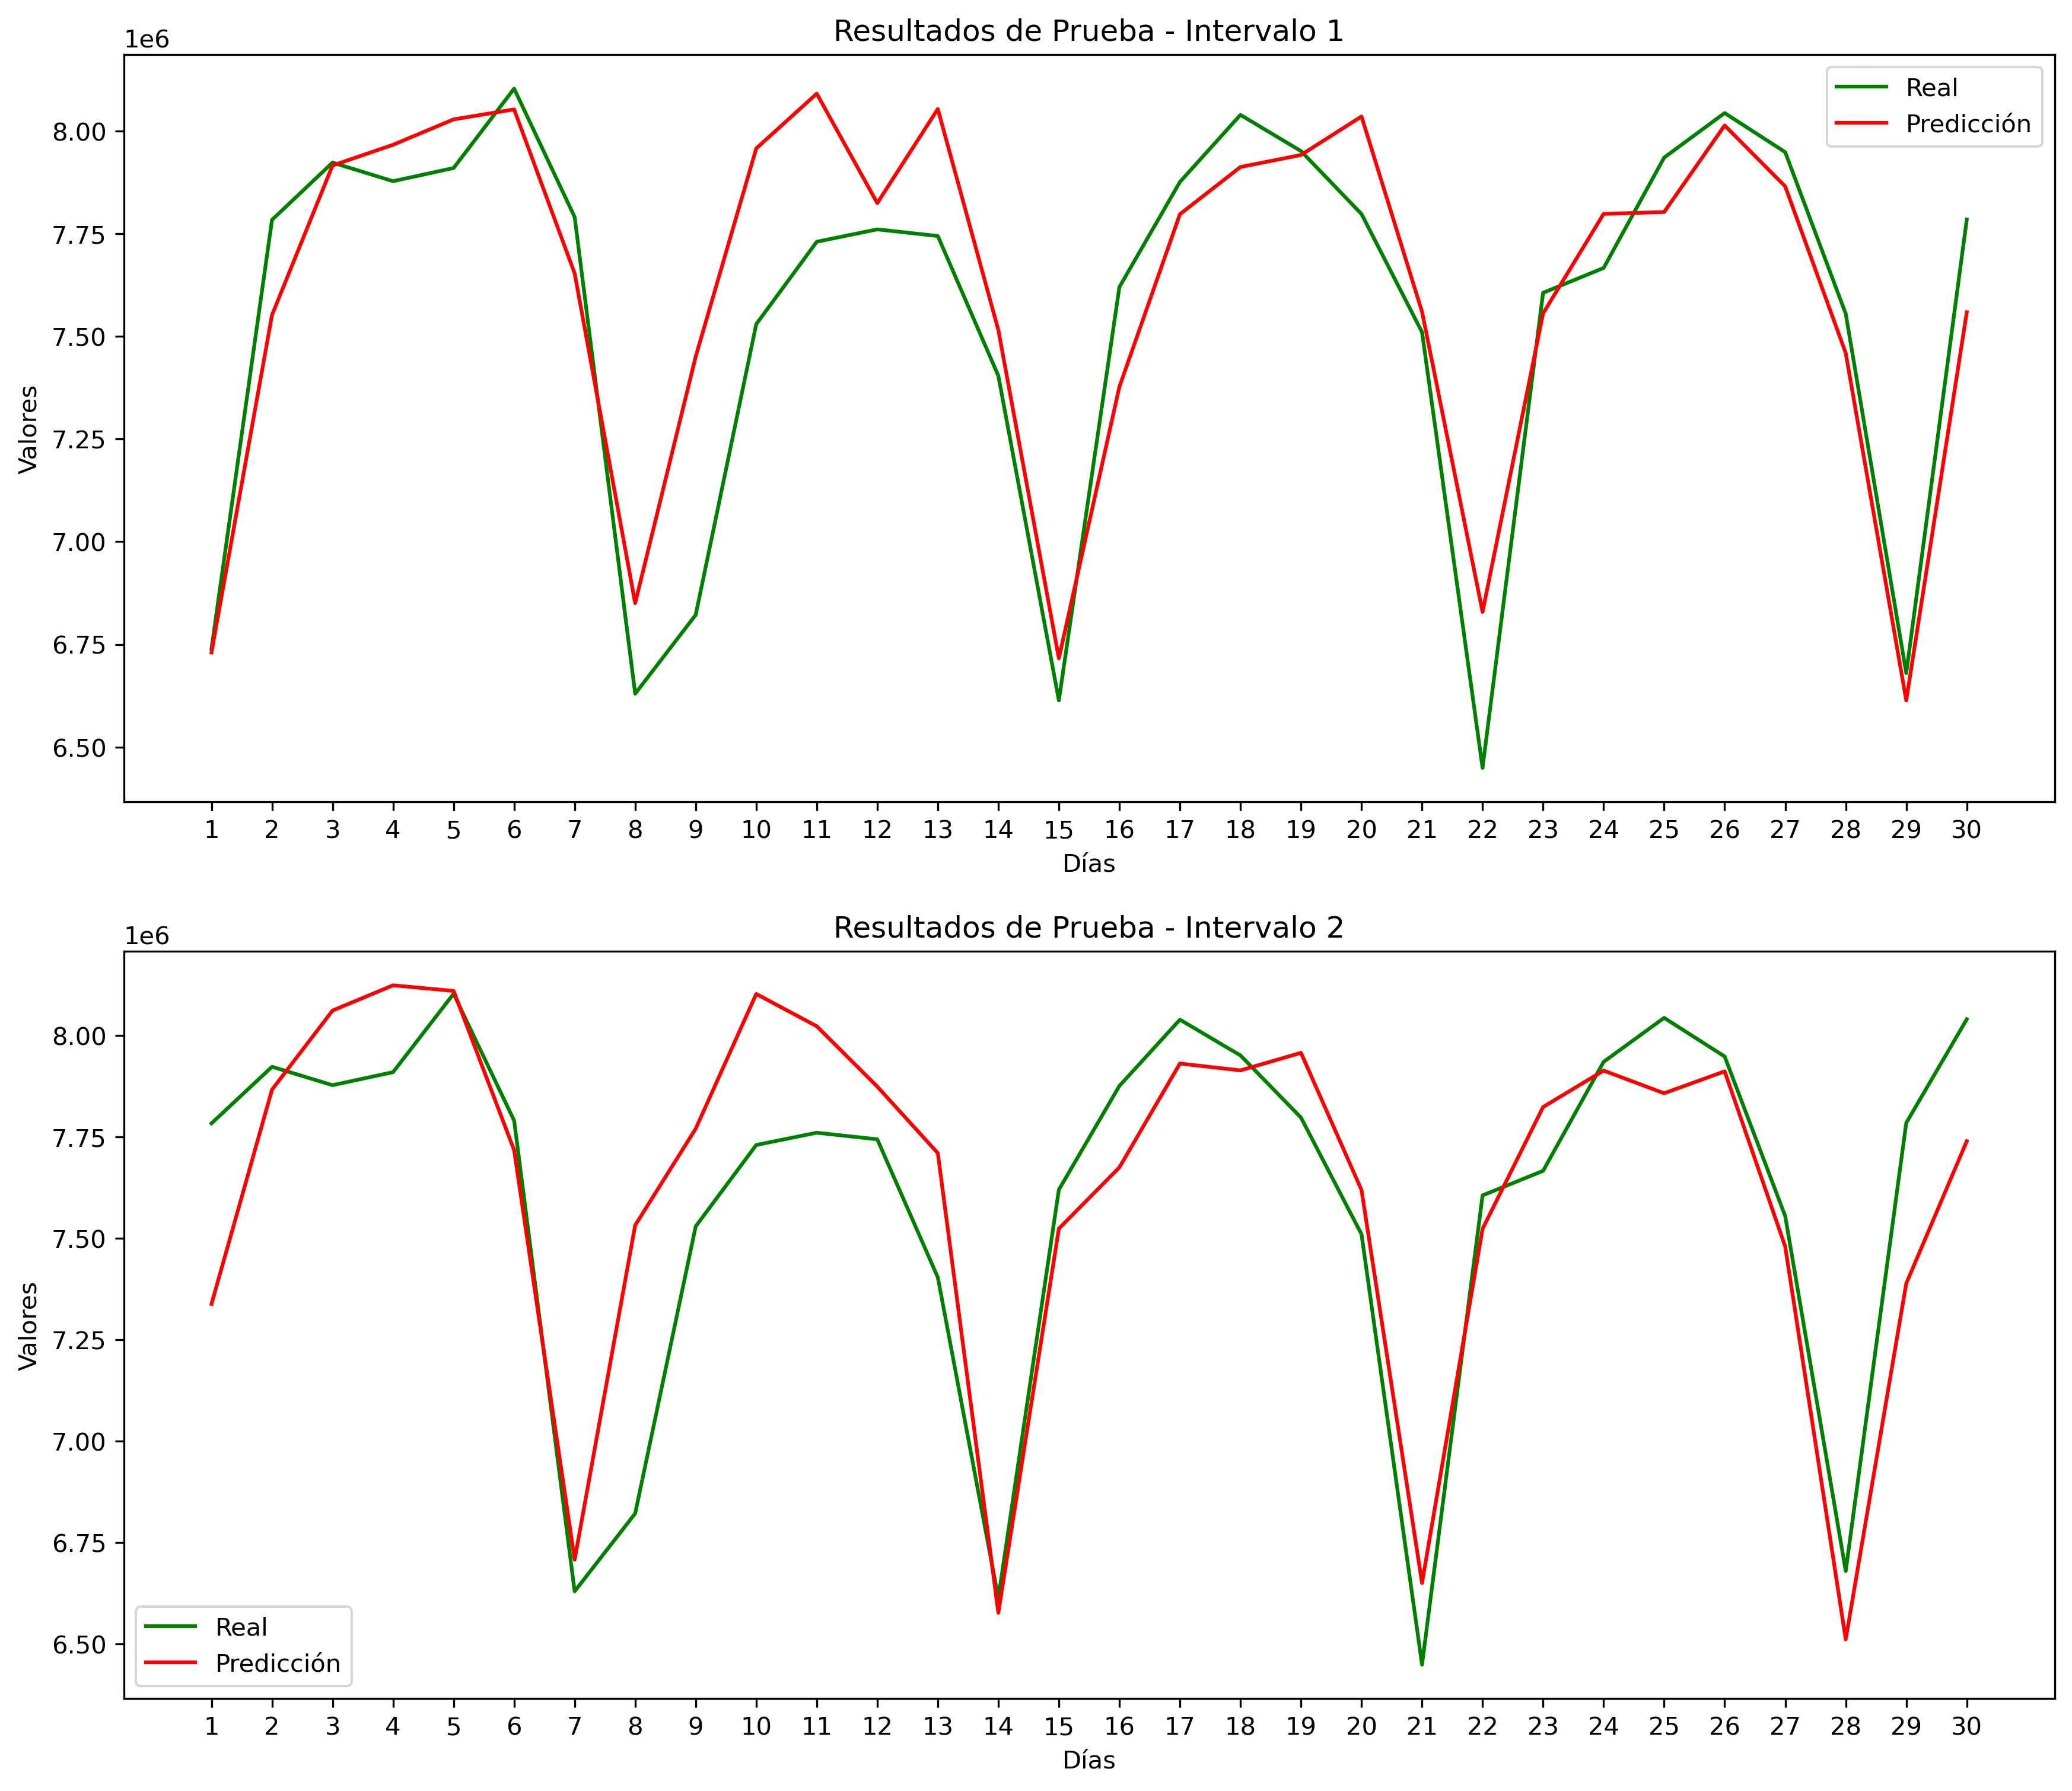 Resultados de Prueba - Intervalo 1
1e6
Real
Predicción
8.00
7.75
7.50
7.25
7.00
6.75
6.50
Valores
1 2 3 4 5 6 7 8 9 10 11 12 13 14 15 16 17 18 19 20 21 22 23 24 25 26 27 28 29 30
Días
Resultados de Prueba - Intervalo 2
1e6
8.00
7.75
7.50
7.25
7.00
6.75
6.50
Valores
Real
Predicción
1 2 3 4 5 6 7 8 9 10 11 12 13 14 15 16 17 18 19 20 21 22 23 24 25 26 27 28 29 30
Días